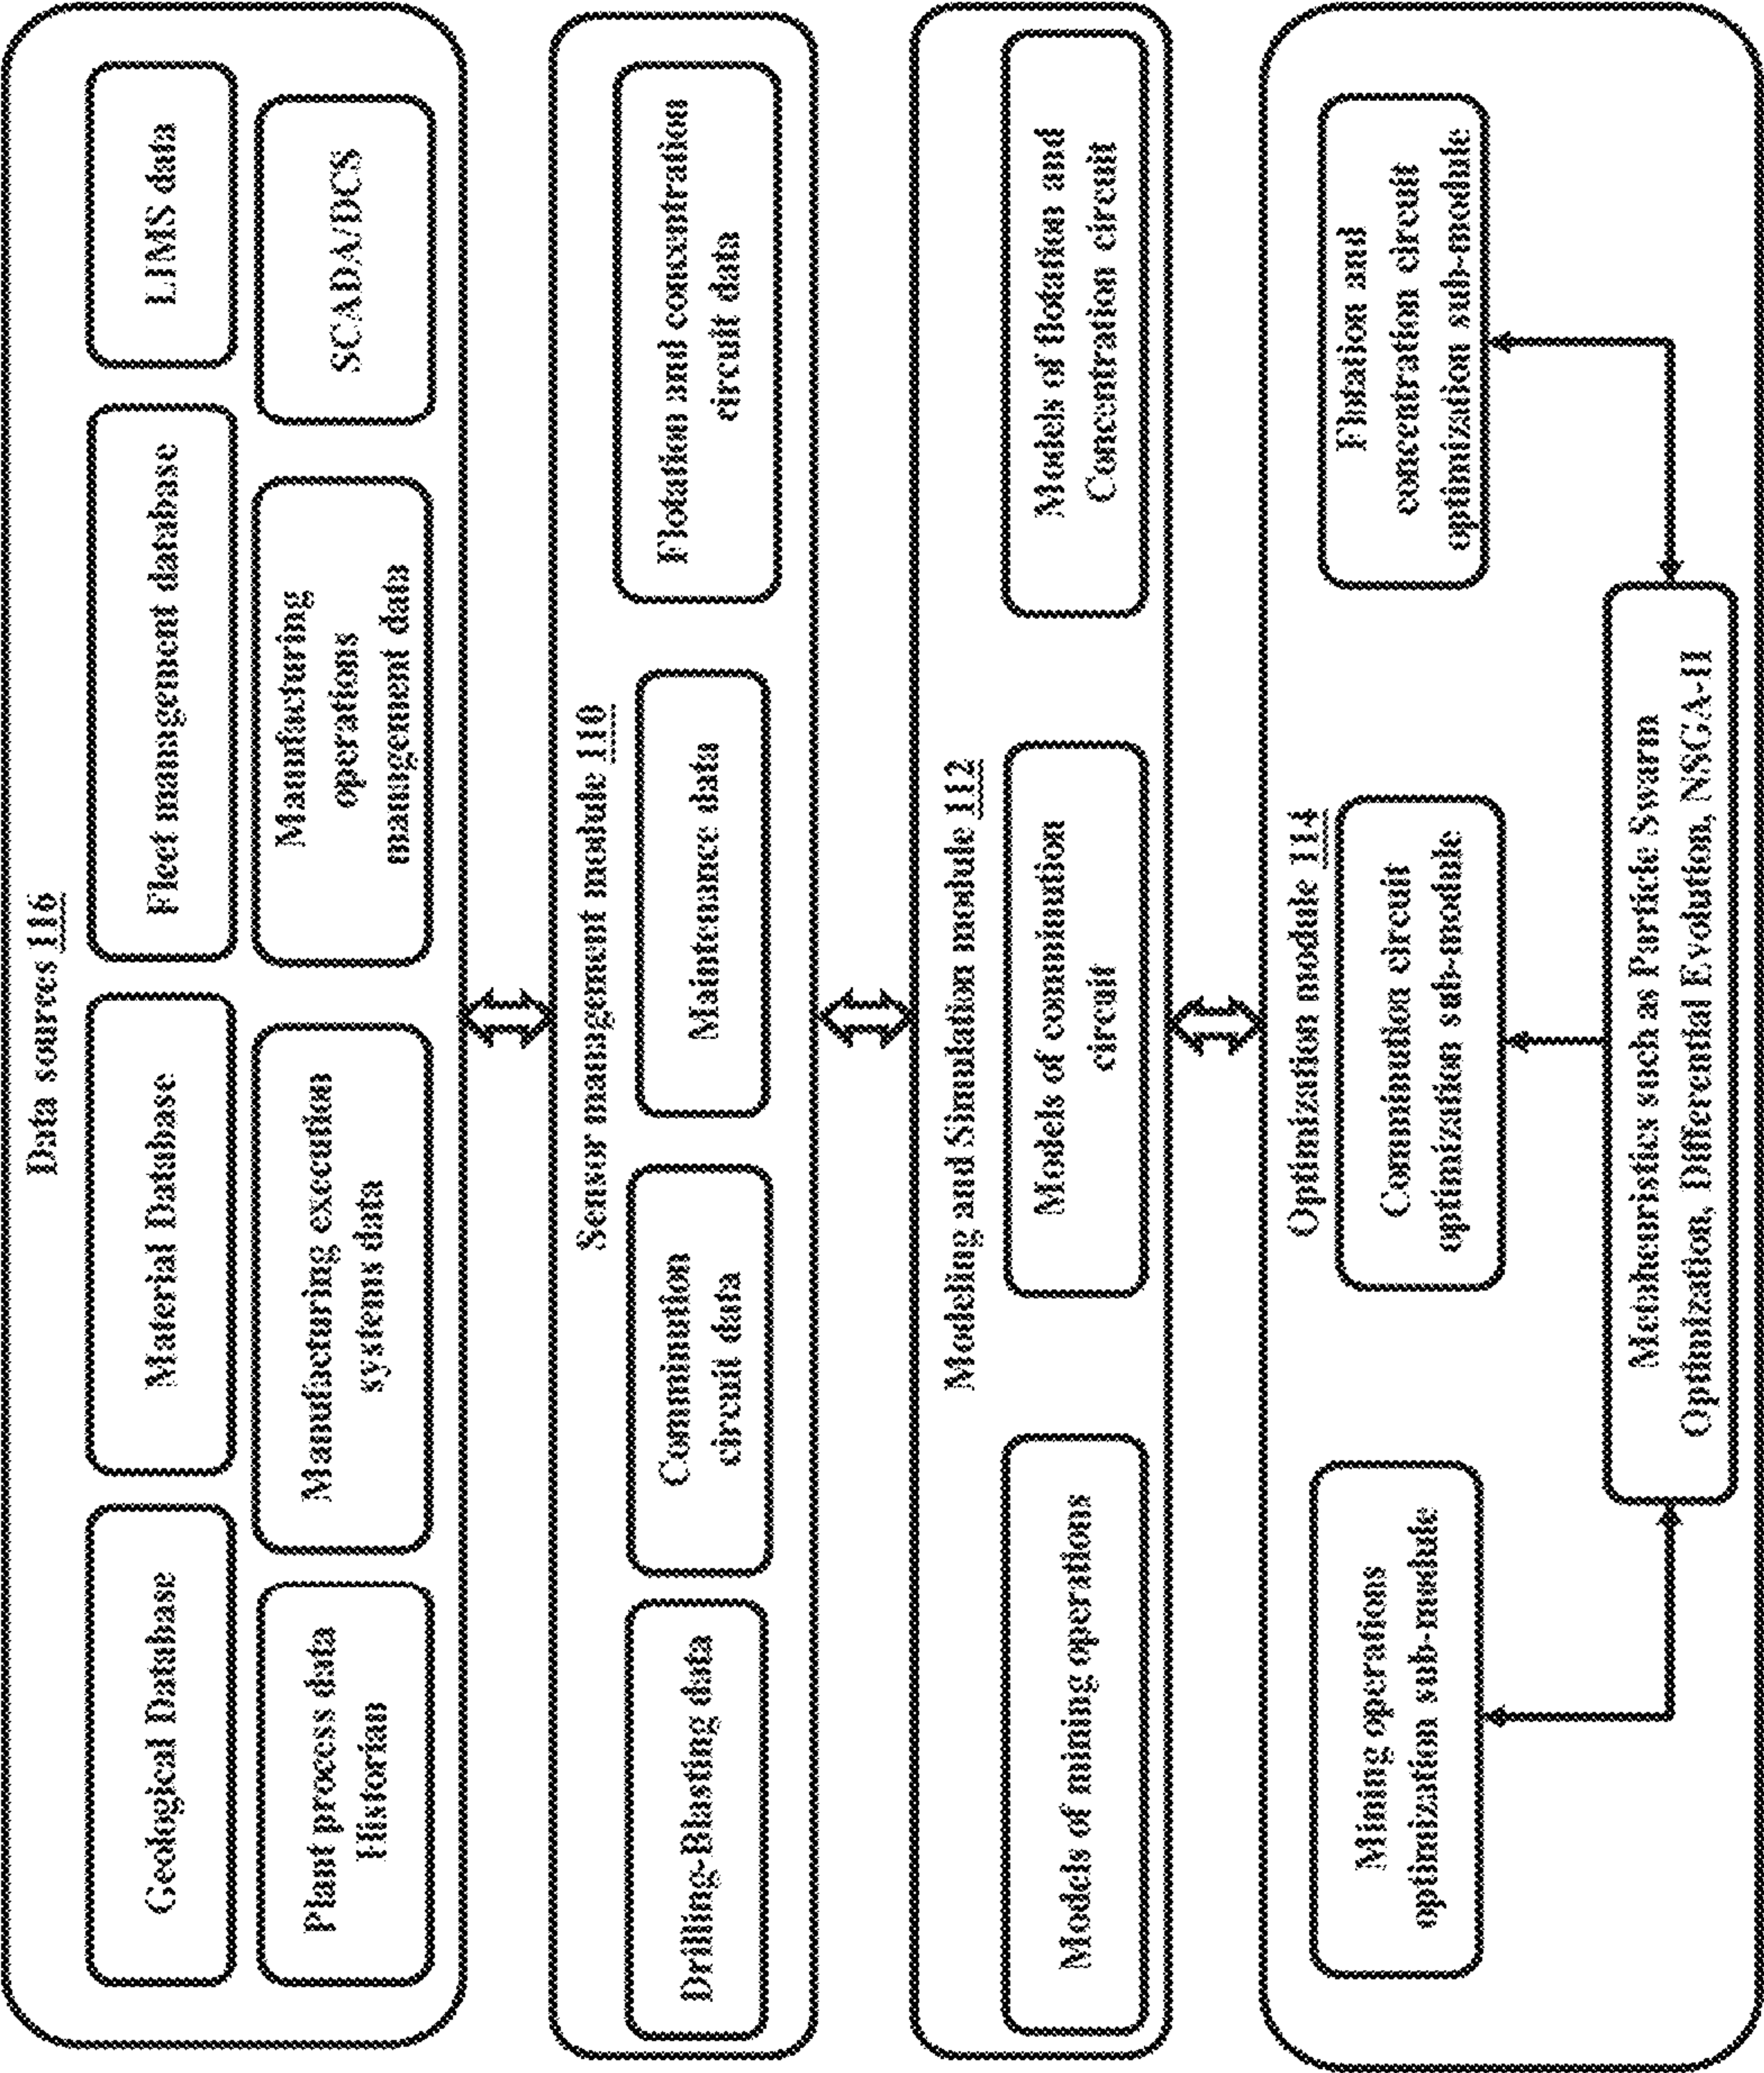 Data sources 116
Geological Database
Material Database
Fleet management database
LIMS data
Plant process data
Historian
Manufacturing execution
systems data
Manufacturing
operations
management data
SCADA/DCS
Sensor management module 110
Drilling-Blasting data
Comminution
circuit data
Maintenance data
Flotation and concentration
circuit data
Modeling and Simulation module 112
Models of mining operations
Models of comminution
circuit
Models of flotation and
Concentration circuit
Optimization module 114
Mining operations
optimization sub-module
Comminution circuit
optimization sub-module
Flotation and
concentration circuit
optimization sub-module
Metaheuristics such as Particle Swarm
Optimization, Differential Evolution, NSGA-II